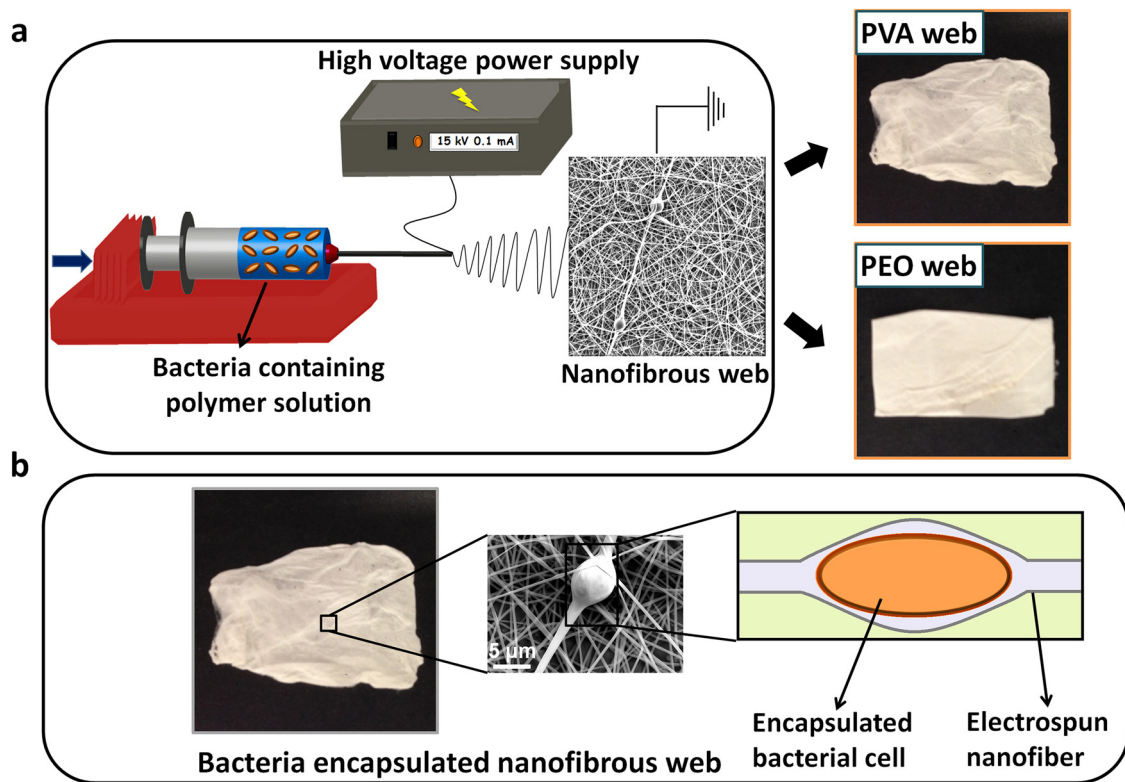 a
High voltage power supply
15 kV 0.1 mA
Bacteria containing
polymer solution
Nanofibrous web
PVA web
PEO web
b
5 µm
Encapsulated
bacterial cell
Electrospun
nanofiber
Bacteria encapsulated nanofibrous web